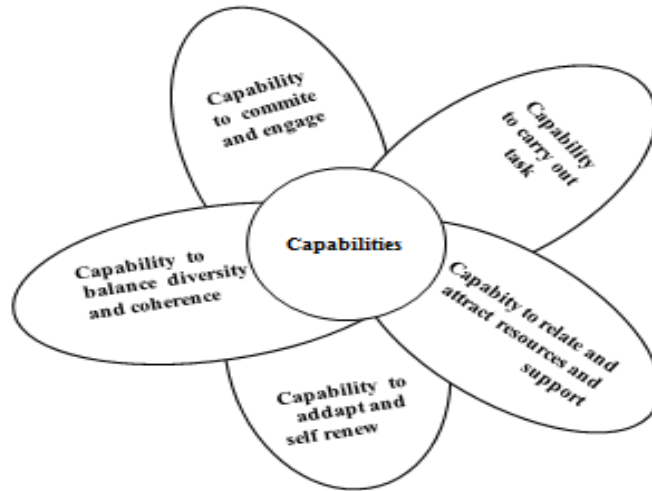 Capability
to commite
and engage
Capability
to carry out
task
Capabilities
Capability to
balance diversity
and coherence
Capabity to relate and
attract resources and
support
Capability to
addapt and
self renew